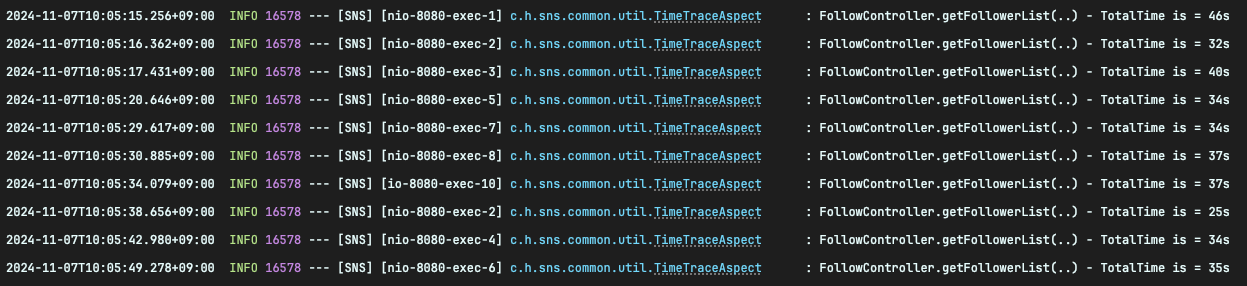 2024-11-07T10:05:15.256+09:00  INFO 16578 --- [SNS] [nio-8080-exec-1] c.h.sns.common.util.TimeTraceAspect      : FollowController.getFollowerList(..) - TotalTime is = 46s
2024-11-07T10:05:16.362+09:00  INFO 16578 --- [SNS] [nio-8080-exec-2] c.h.sns.common.util.TimeTraceAspect      : FollowController.getFollowerList(..) - TotalTime is = 32s
2024-11-07T10:05:17.431+09:00  INFO 16578 --- [SNS] [nio-8080-exec-3] c.h.sns.common.util.TimeTraceAspect      : FollowController.getFollowerList(..) - TotalTime is = 40s
2024-11-07T10:05:20.646+09:00  INFO 16578 --- [SNS] [nio-8080-exec-5] c.h.sns.common.util.TimeTraceAspect      : FollowController.getFollowerList(..) - TotalTime is = 34s
2024-11-07T10:05:29.617+09:00  INFO 16578 --- [SNS] [nio-8080-exec-7] c.h.sns.common.util.TimeTraceAspect      : FollowController.getFollowerList(..) - TotalTime is = 34s
2024-11-07T10:05:30.885+09:00  INFO 16578 --- [SNS] [nio-8080-exec-8] c.h.sns.common.util.TimeTraceAspect      : FollowController.getFollowerList(..) - TotalTime is = 37s
2024-11-07T10:05:34.079+09:00  INFO 16578 --- [SNS] [io-8080-exec-10] c.h.sns.common.util.TimeTraceAspect      : FollowController.getFollowerList(..) - TotalTime is = 37s
2024-11-07T10:05:38.656+09:00  INFO 16578 --- [SNS] [nio-8080-exec-2] c.h.sns.common.util.TimeTraceAspect      : FollowController.getFollowerList(..) - TotalTime is = 25s
2024-11-07T10:05:42.980+09:00  INFO 16578 --- [SNS] [nio-8080-exec-4] c.h.sns.common.util.TimeTraceAspect      : FollowController.getFollowerList(..) - TotalTime is = 34s
2024-11-07T10:05:49.278+09:00  INFO 16578 --- [SNS] [nio-8080-exec-6] c.h.sns.common.util.TimeTraceAspect      : FollowController.getFollowerList(..) - TotalTime is = 35s